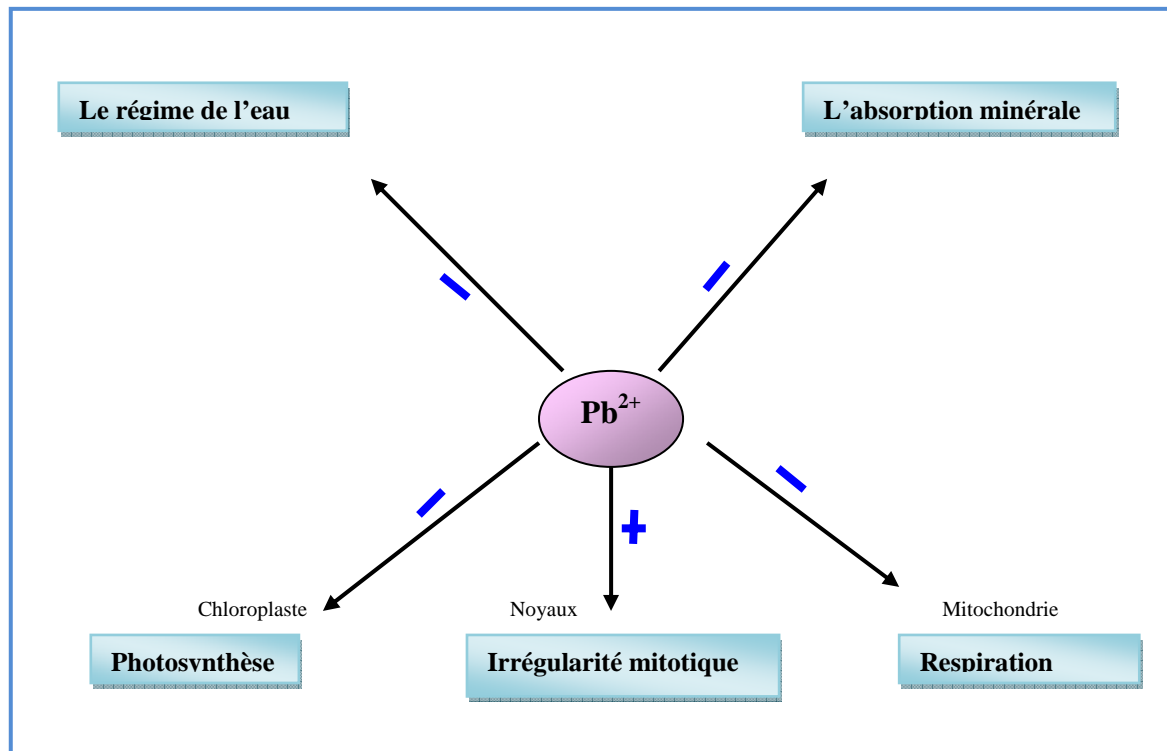 Le régime de l’eau
L’absorption minérale
Pb²⁺
Chloroplaste
Noyaux
Mitochondrie
Photosynthèse
Irrégularité mitotique
Respiration